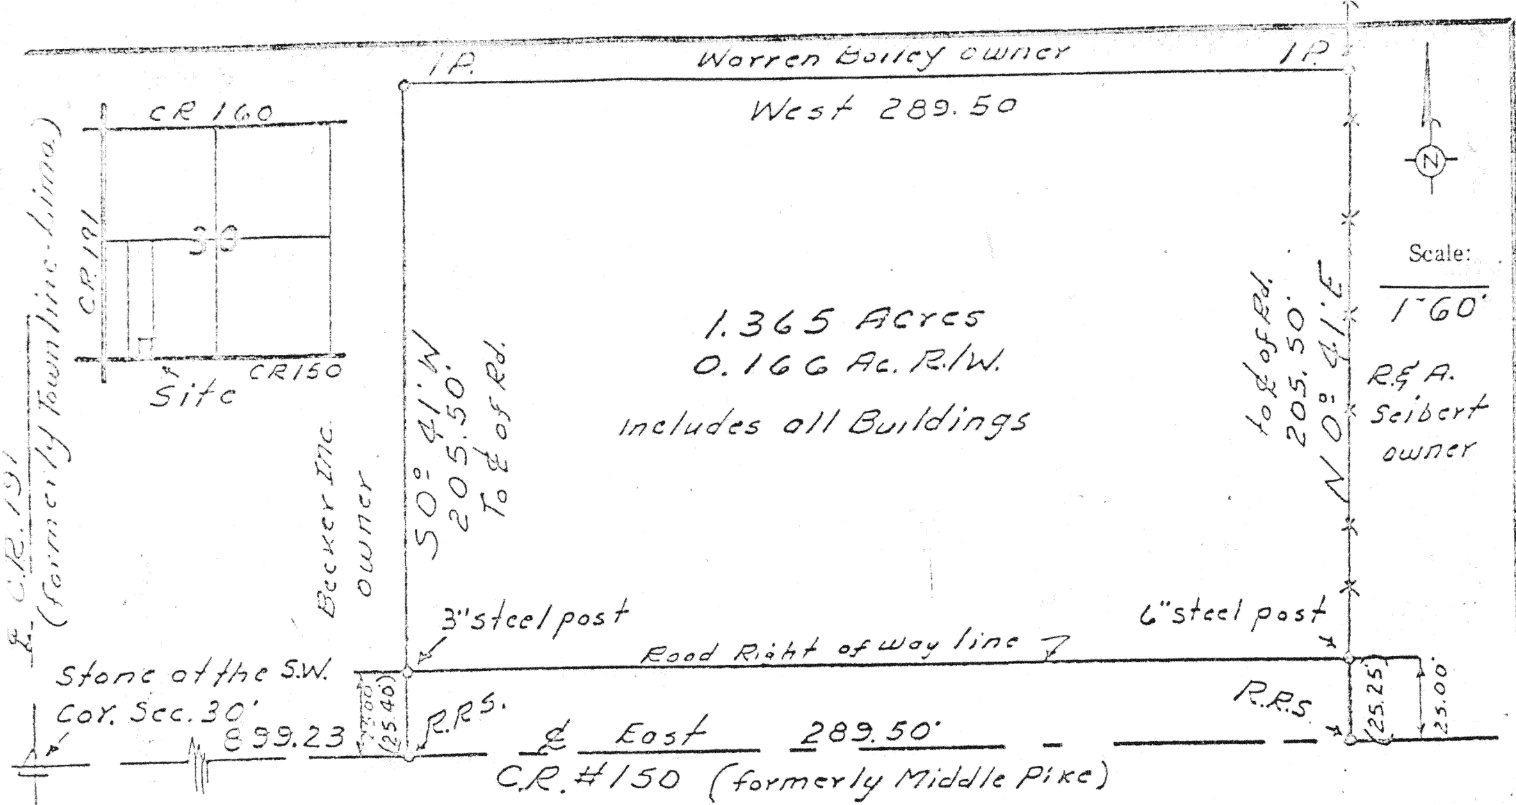 I.P.
Warren Bailey owner
I.P.
West 289.50
CR 160
CR 191
30
CR 150
Site
N
Scale:
1"60'
1.365 Acres
0.166 Ac. R/W.
includes all Buildings
℄ C.R. 191
(formerly Townline-Lima)
Becker Inc.
owner
S 0° 41' W
205.50'
To ℄ of Rd.
to ℄ of Rd.
205.50'
N 0° 41' E
R.& A.
Seibert
owner
3" steel post
6" steel post
Road Right of Way line
Stone at the S.W.
Cor. Sec. 30'
899.23
(25.40')
R.R.S.
R.R.S.
(25.25')
25.00'
℄ East 289.50'
C.R. #150 (formerly Middle Pike)